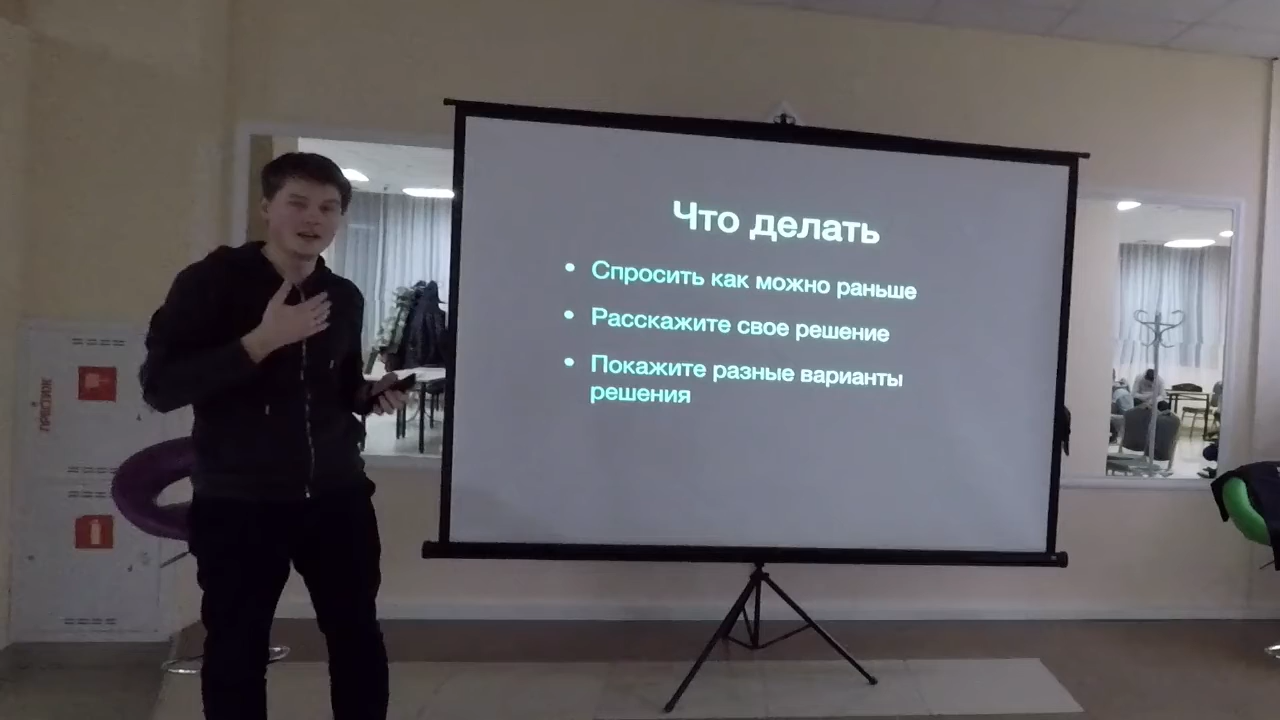 Что делать
• Спросить как можно раньше
• Расскажите свое решение
• Покажите разные варианты
решения